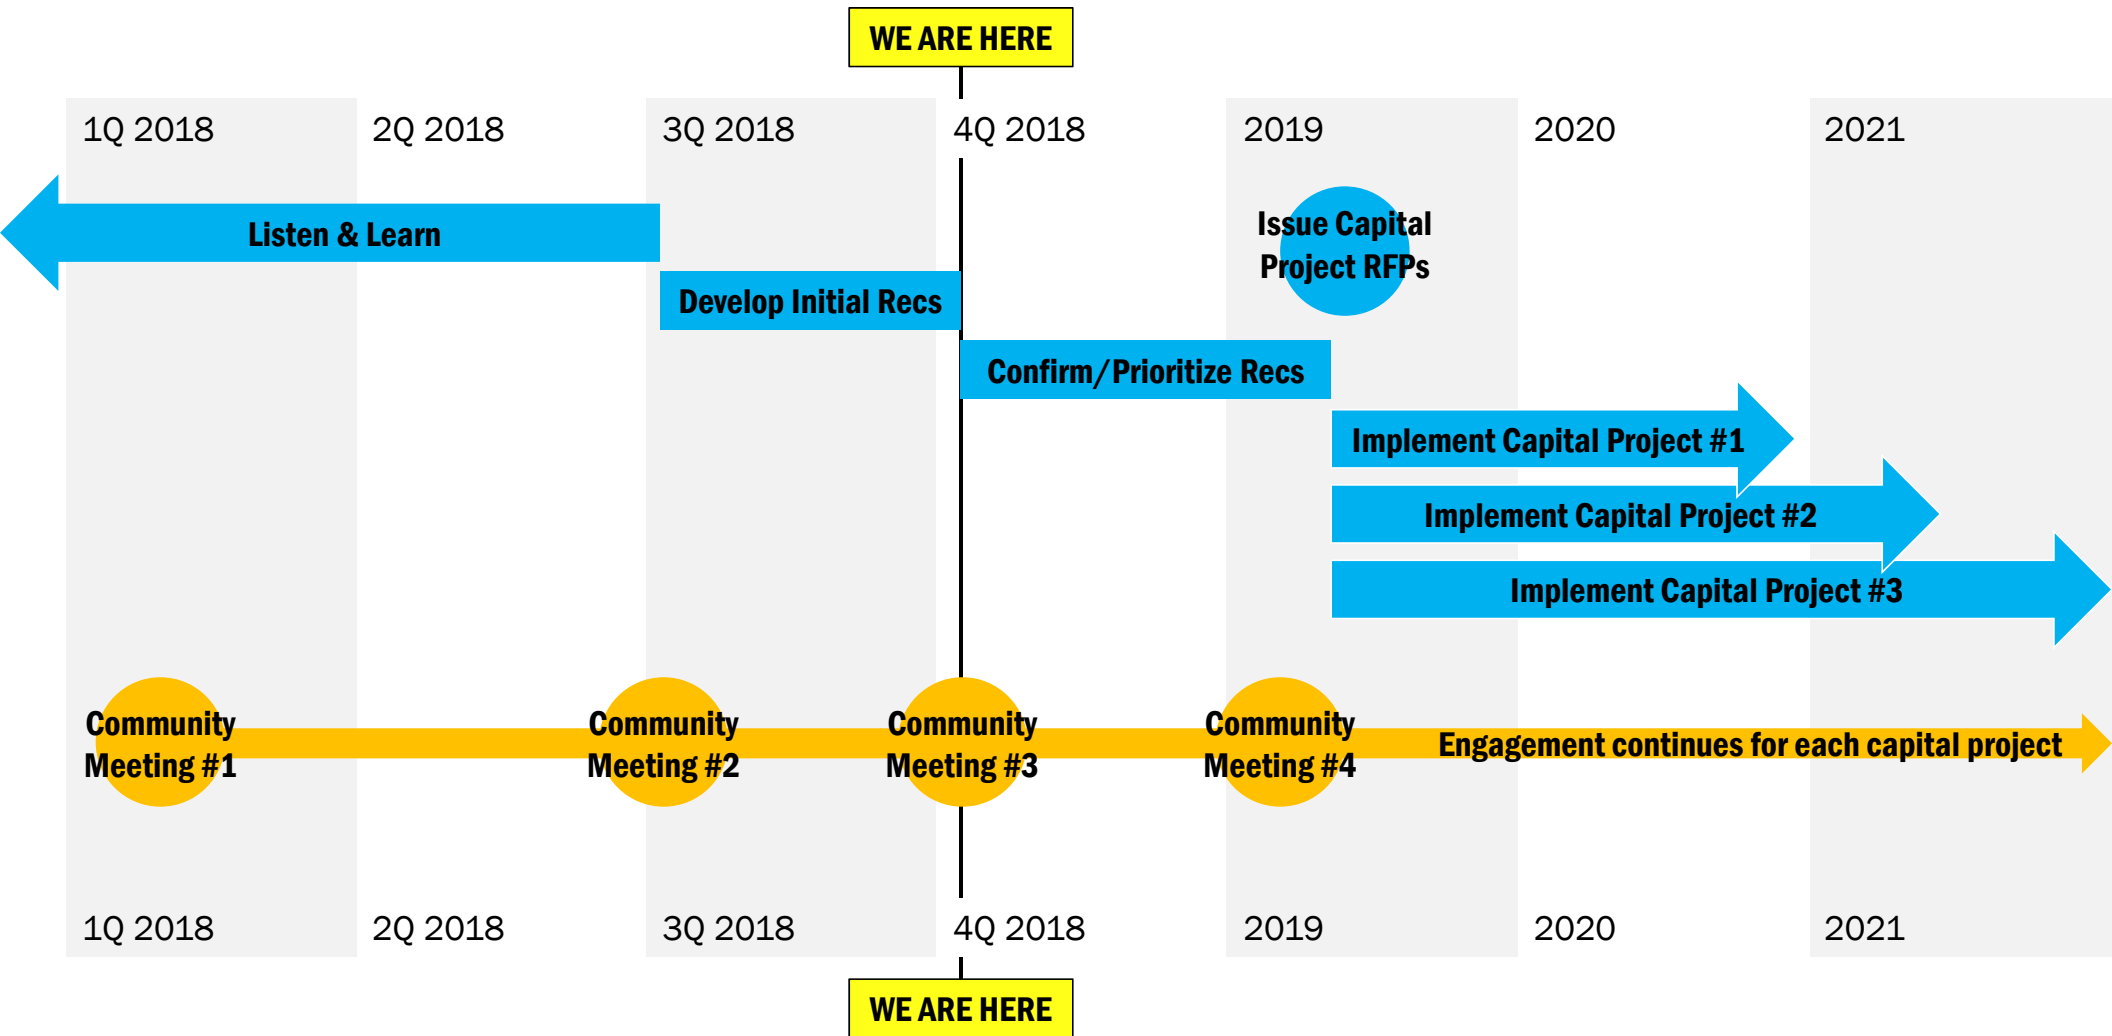 WE ARE HERE
1Q 2018
2Q 2018
3Q 2018
4Q 2018
2019
2020
2021
Listen & Learn
Issue Capital
Project RFPs
Develop Initial Recs
Confirm/Prioritize Recs
Implement Capital Project #1
Implement Capital Project #2
Implement Capital Project #3
Community
Meeting #1
Community
Meeting #2
Community
Meeting #3
Community
Meeting #4
Engagement continues for each capital project
1Q 2018
2Q 2018
3Q 2018
4Q 2018
2019
2020
2021
WE ARE HERE